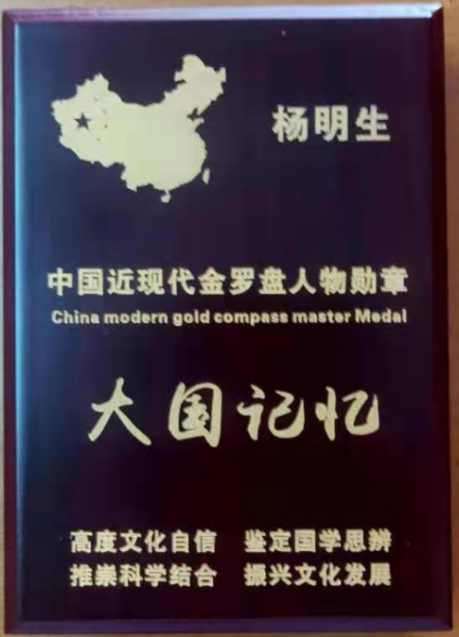 杨明生
中国近现代金罗盘人物勋章
China modern gold compass master Medal
大国记忆
高度文化自信 鉴定国学思辨
推崇科学结合 振兴文化发展